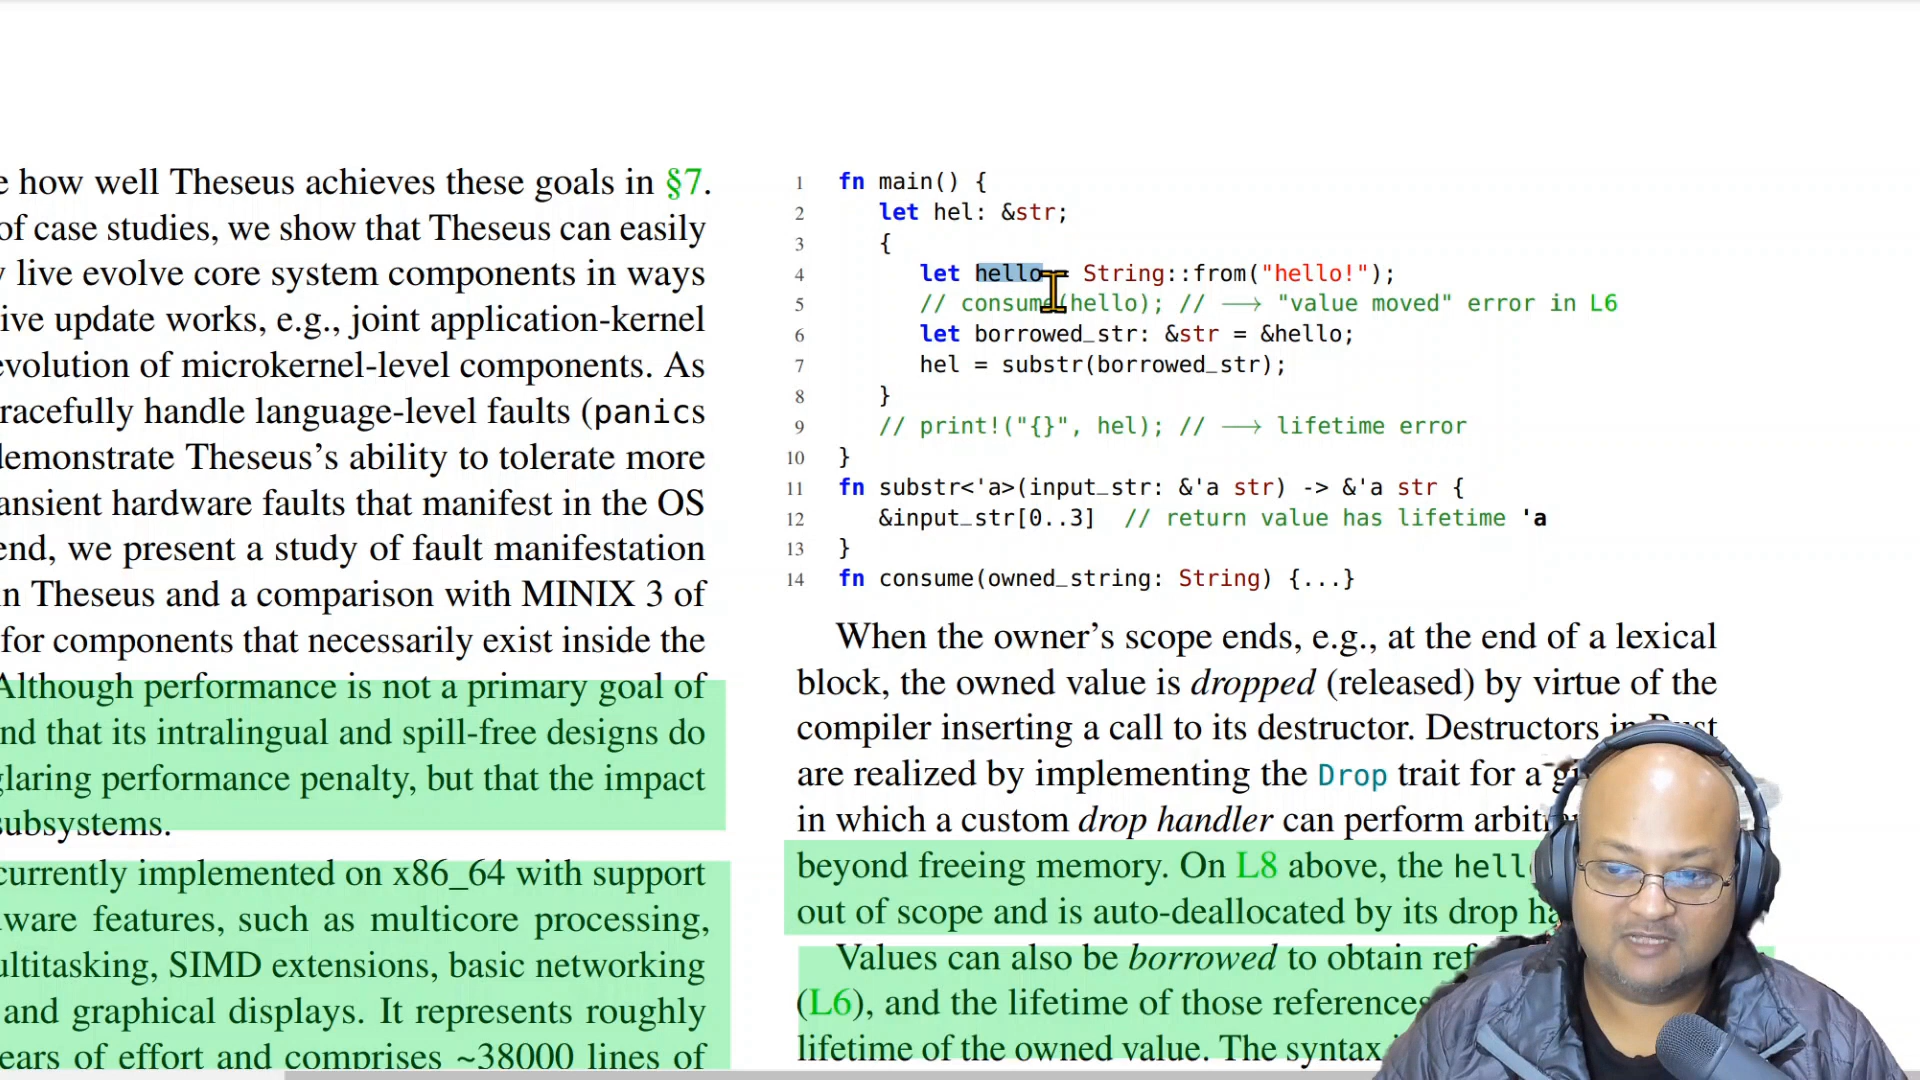 e how well Theseus achieves these goals in §7.
of case studies, we show that Theseus can easily
live evolve core system components in ways
ive update works, e.g., joint application-kernel
evolution of microkernel-level components. As
racefully handle language-level faults (panics
demonstrate Theseus's ability to tolerate more
ansient hardware faults that manifest in the OS
end, we present a study of fault manifestation
n Theseus and a comparison with MINIX 3 of
for components that necessarily exist inside the
Although performance is not a primary goal of
nd that its intralingual and spill-free designs do
glaring performance penalty, but that the impact
subsystems.
currently implemented on x86_64 with support
ware features, such as multicore processing,
ultitasking, SIMD extensions, basic networking
and graphical displays. It represents roughly
ears of effort and comprises ~38000 lines of
1 fn main() {
2 let hel: &str;
3 {
4 let hello = String::from("hello!");
5 // consume(hello); // ⟶ "value moved" error in L6
6 let borrowed_str: &str = &hello;
7 hel = substr(borrowed_str);
8 }
9 // print!("{}", hel); // ⟶ lifetime error
10 }
11 fn substr<'a>(input_str: &'a str) -> &'a str {
12 &input_str[0..3] // return value has lifetime 'a
13 }
14 fn consume(owned_string: String) {...}
When the owner's scope ends, e.g., at the end of a lexical
block, the owned value is dropped (released) by virtue of the
compiler inserting a call to its destructor. Destructors in Rust
are realized by implementing the Drop trait for a gi
in which a custom drop handler can perform arbit
beyond freeing memory. On L8 above, the hell
out of scope and is auto-deallocated by its drop ha
Values can also be borrowed to obtain ref
(L6), and the lifetime of those references
lifetime of the owned value. The syntax